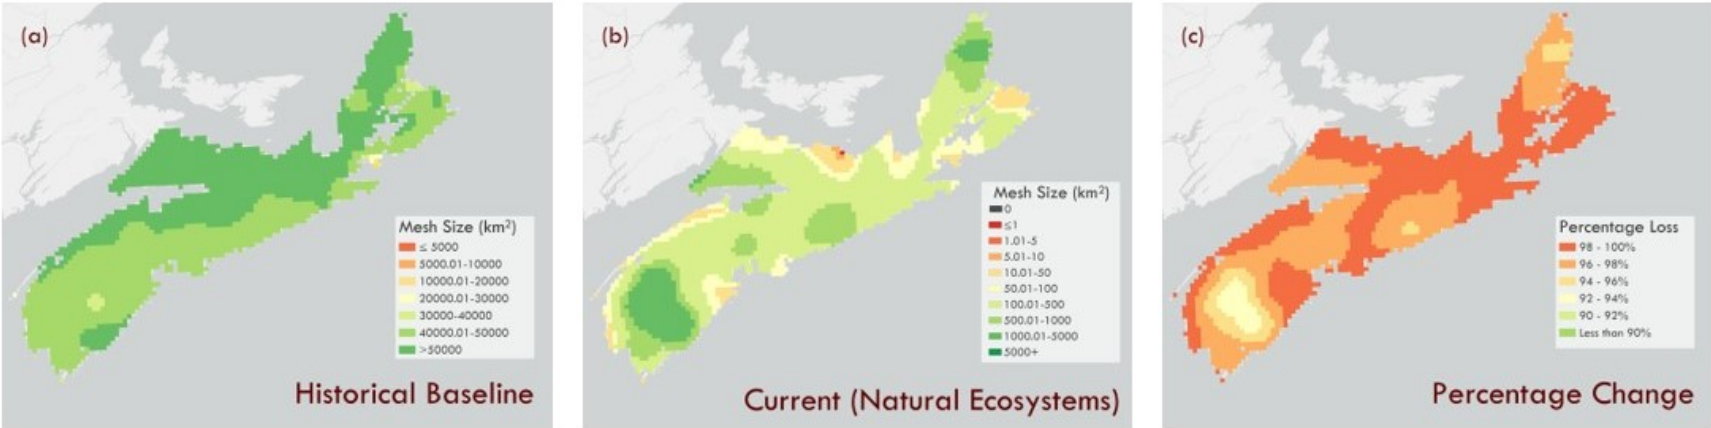 (a)
Mesh Size (km²)
≤ 5000
5000.01-10000
10000.01-20000
20000.01-30000
30000-40000
40000.01-50000
>50000
Historical Baseline
(b)
Mesh Size (km²)
0
≤1
1.01-5
5.01-10
10.01-50
50.01-100
100.01-500
500.01-1000
1000.01-5000
5000+
Current (Natural Ecosystems)
(c)
Percentage Loss
98 - 100%
96 - 98%
94 - 96%
92 - 94%
90 - 92%
Less than 90%
Percentage Change